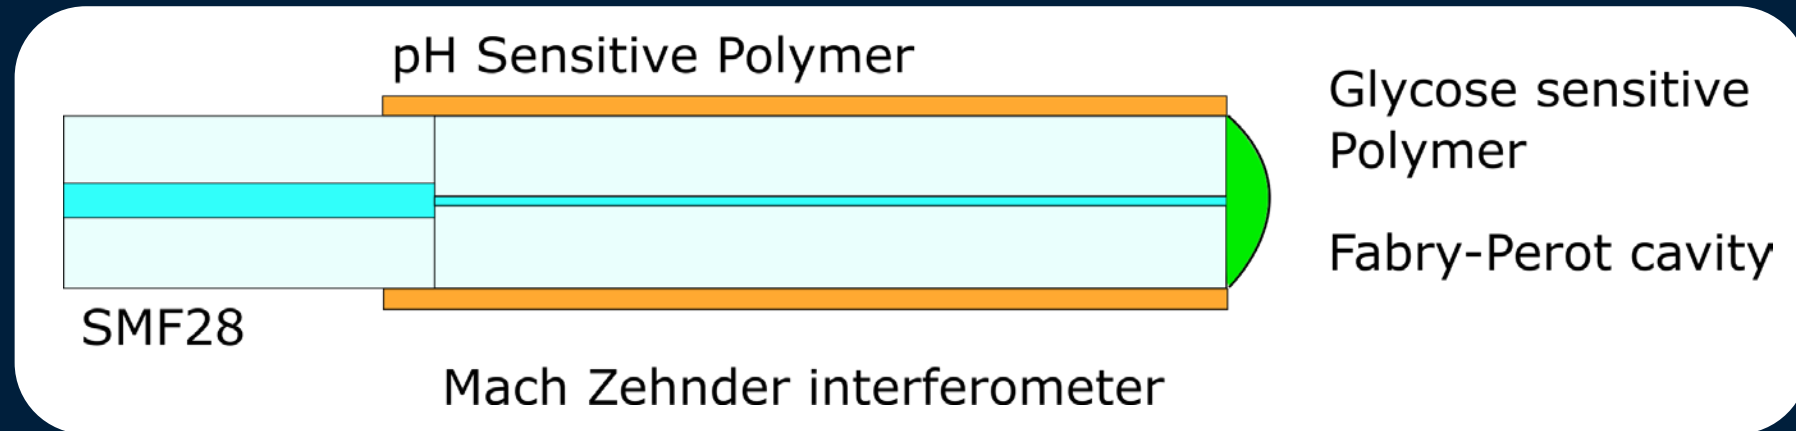 pH Sensitive Polymer
Glycose sensitive
Polymer
Fabry-Perot cavity
SMF28
Mach Zehnder interferometer